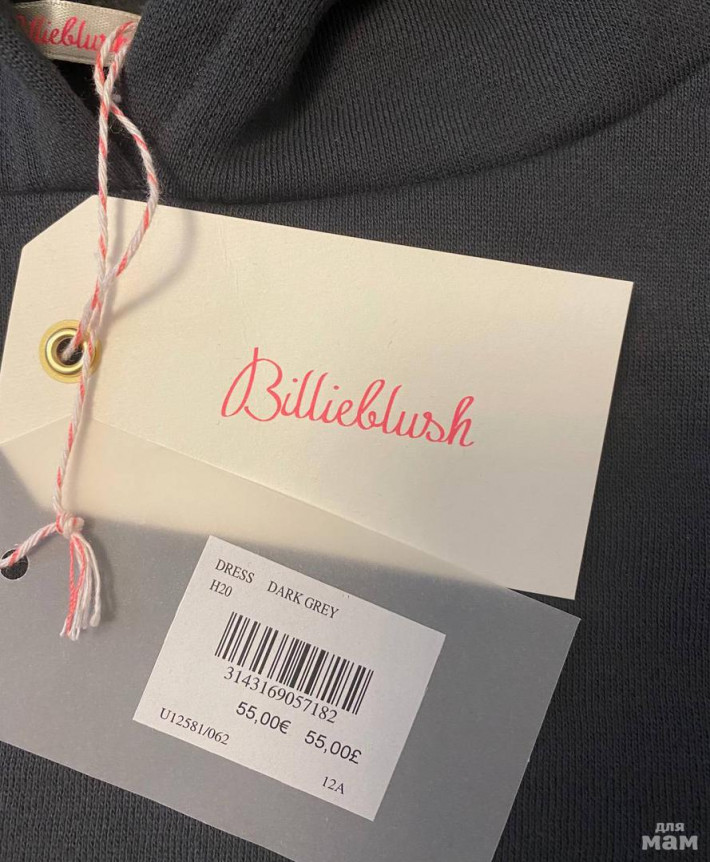 Billieblush
Billieblush
DRESS DARK GREY
H20
3143169057182
55,00€ 55,00£
U12581/062
12A
для
мам